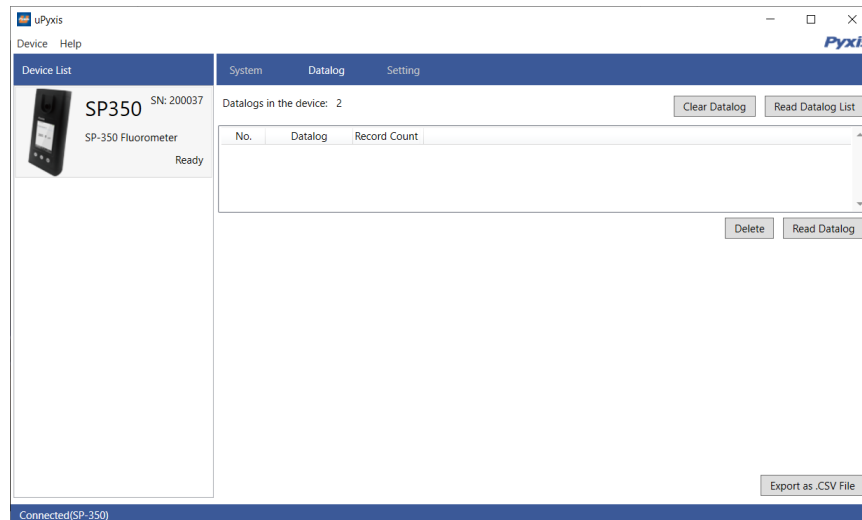 uPyxis
Device Help
Pyxis
Device List
System Datalog Setting
SP350 SN: 200037
SP-350 Fluorometer
Ready
Datalogs in the device: 2
Clear Datalog Read Datalog List
No. Datalog Record Count
Delete Read Datalog
Export as .CSV File
Connected(SP-350)